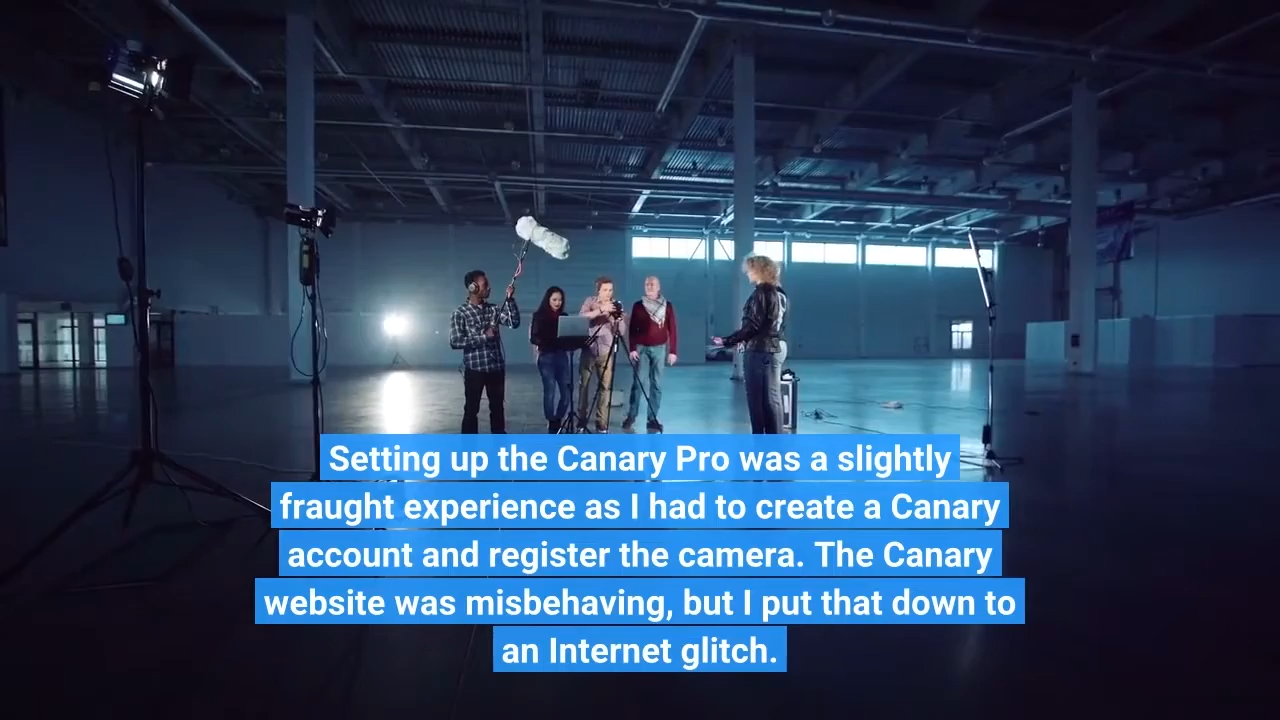 Setting up the Canary Pro was a slightly
fraught experience as I had to create a Canary
account and register the camera. The Canary
website was misbehaving, but I put that down to
an Internet glitch.